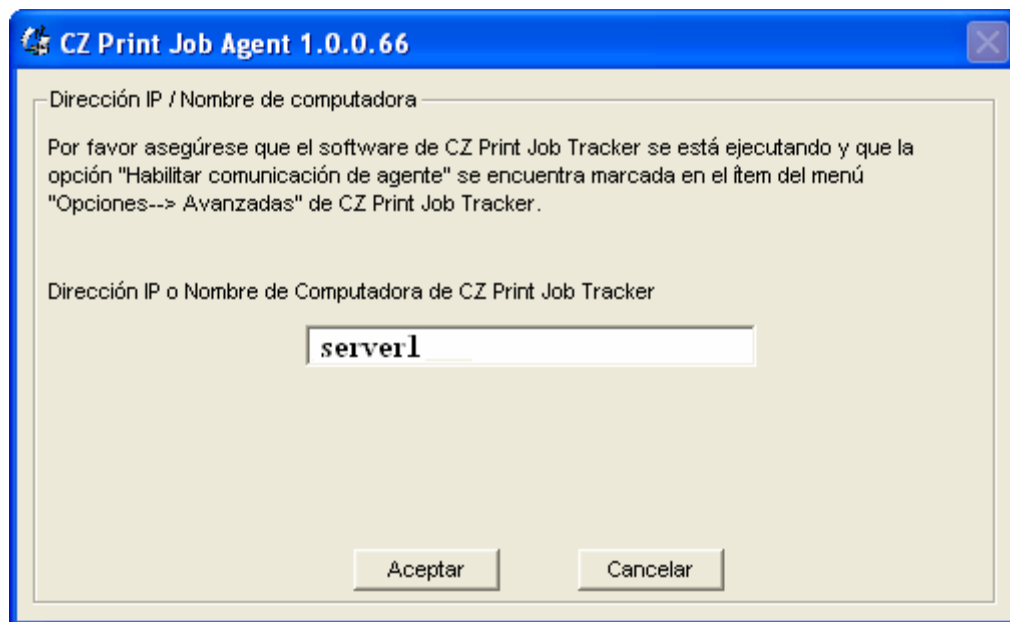 CZ Print Job Agent 1.0.0.66
Dirección IP / Nombre de computadora
Por favor asegúrese que el software de CZ Print Job Tracker se está ejecutando y que la
opción "Habilitar comunicación de agente" se encuentra marcada en el ítem del menú
"Opciones--> Avanzadas" de CZ Print Job Tracker.
Dirección IP o Nombre de Computadora de CZ Print Job Tracker
server1
Aceptar Cancelar